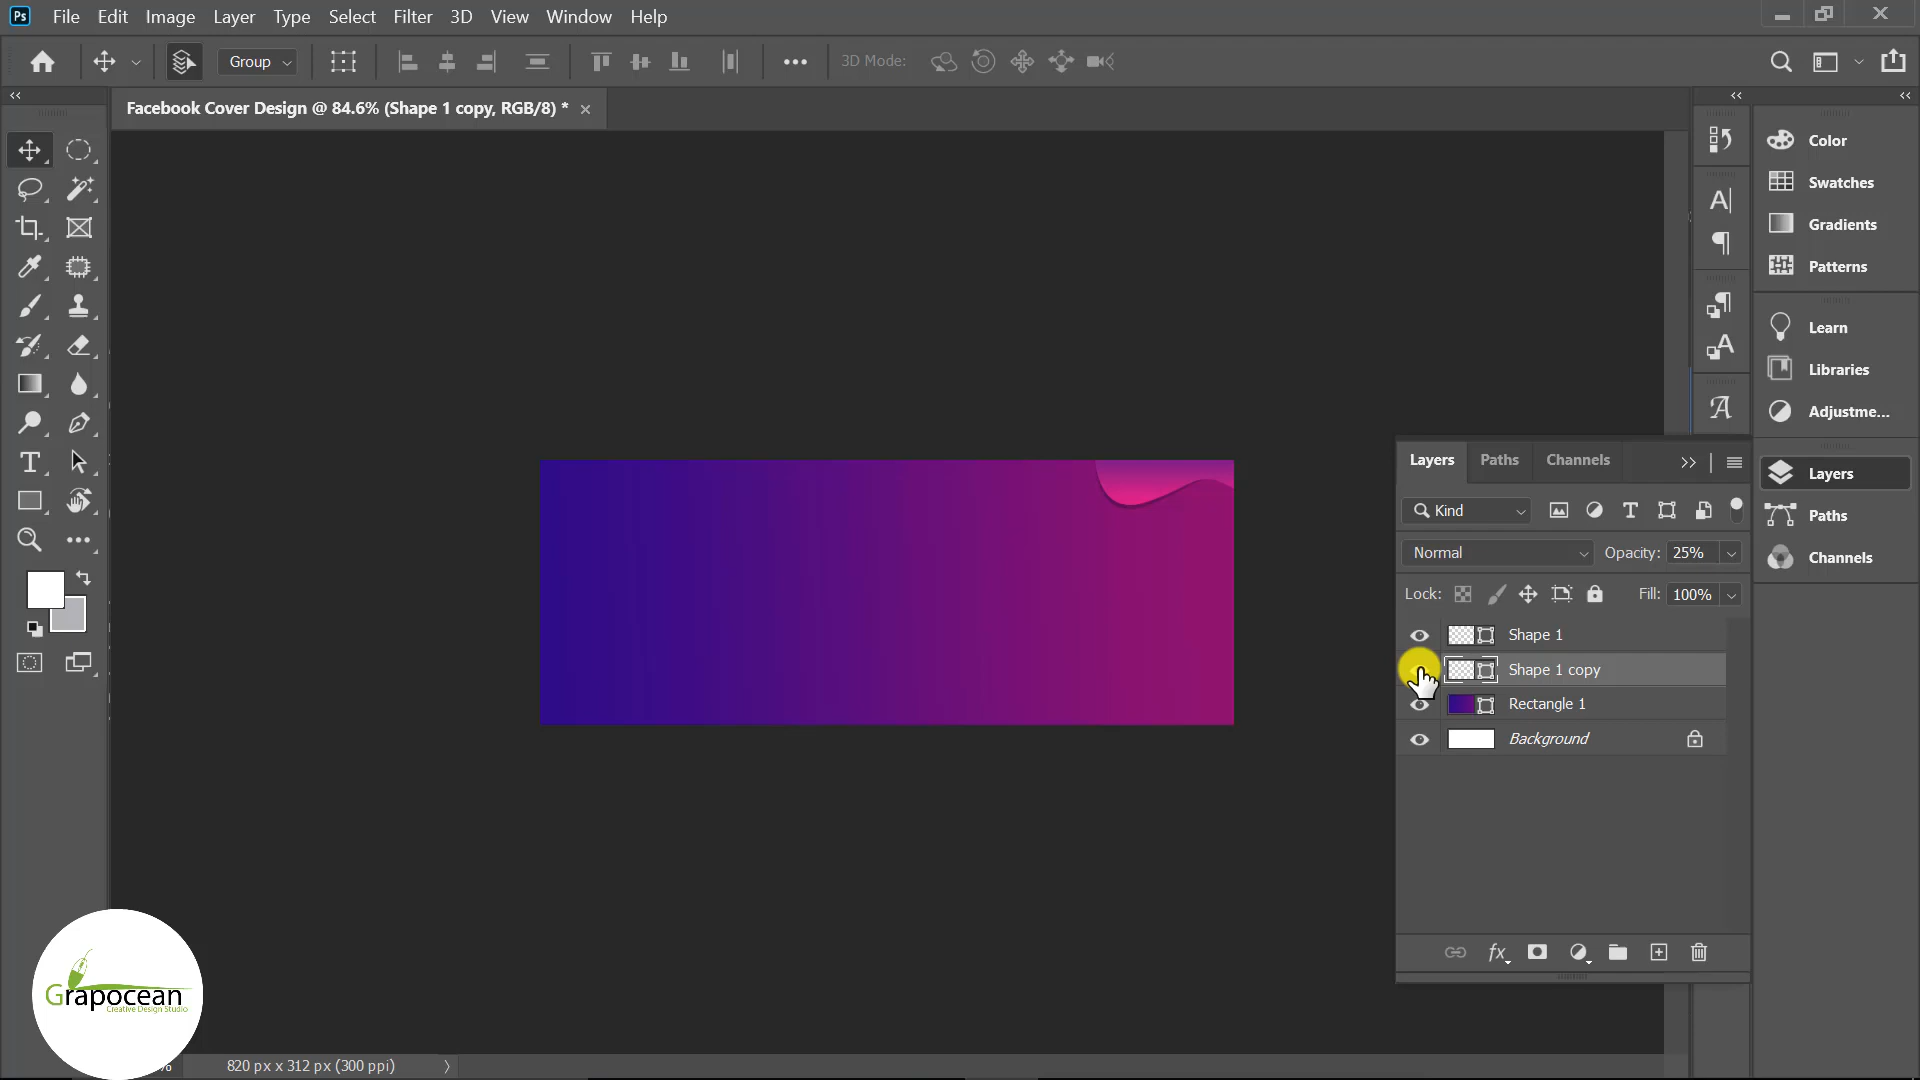 Ps File Edit Image Layer Type Select Filter 3D View Window Help
Group 3D Mode:
Facebook Cover Design @ 84.6% (Shape 1 copy, RGB/8) *
Color
Swatches
Gradients
Patterns
Learn
Libraries
Adjustme...
Layers
Paths
Channels
Layers Paths Channels
Kind
Normal Opacity: 25%
Lock: Fill: 100%
Shape 1
Shape 1 copy
Rectangle 1
Background
fx
Grapocean
Creative Design Studio
% 820 px x 312 px (300 ppi)